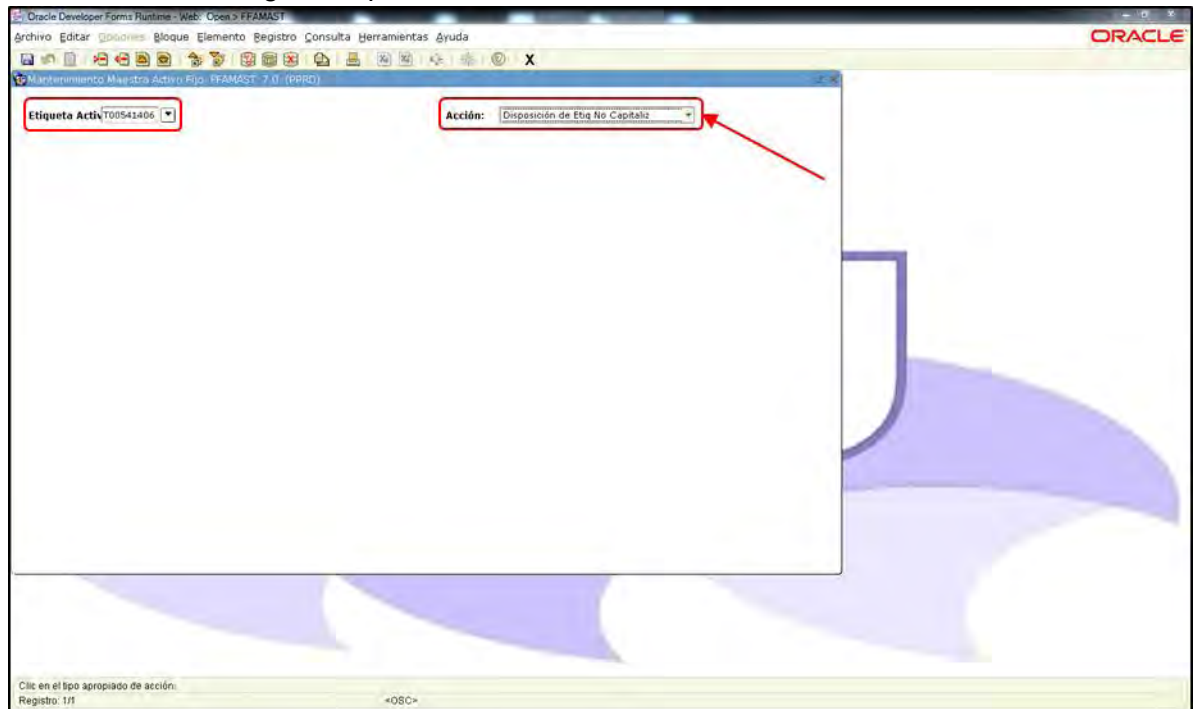 Oracle Developer Forms Runtime - Web: Open > FFAMAST
Archivo Editar Opciones Bloque Elemento Registro Consulta Herramientas Ayuda
ORACLE
X
Mantenimiento Maestra Activo Fijo FFAMAST 7.0 (PPRD)
Etiqueta Activ T00541406 Acción: Disposición de Etiq No Capitaliz
Clic en el tipo apropiado de acción:
Registro: 1/1 <OSC>